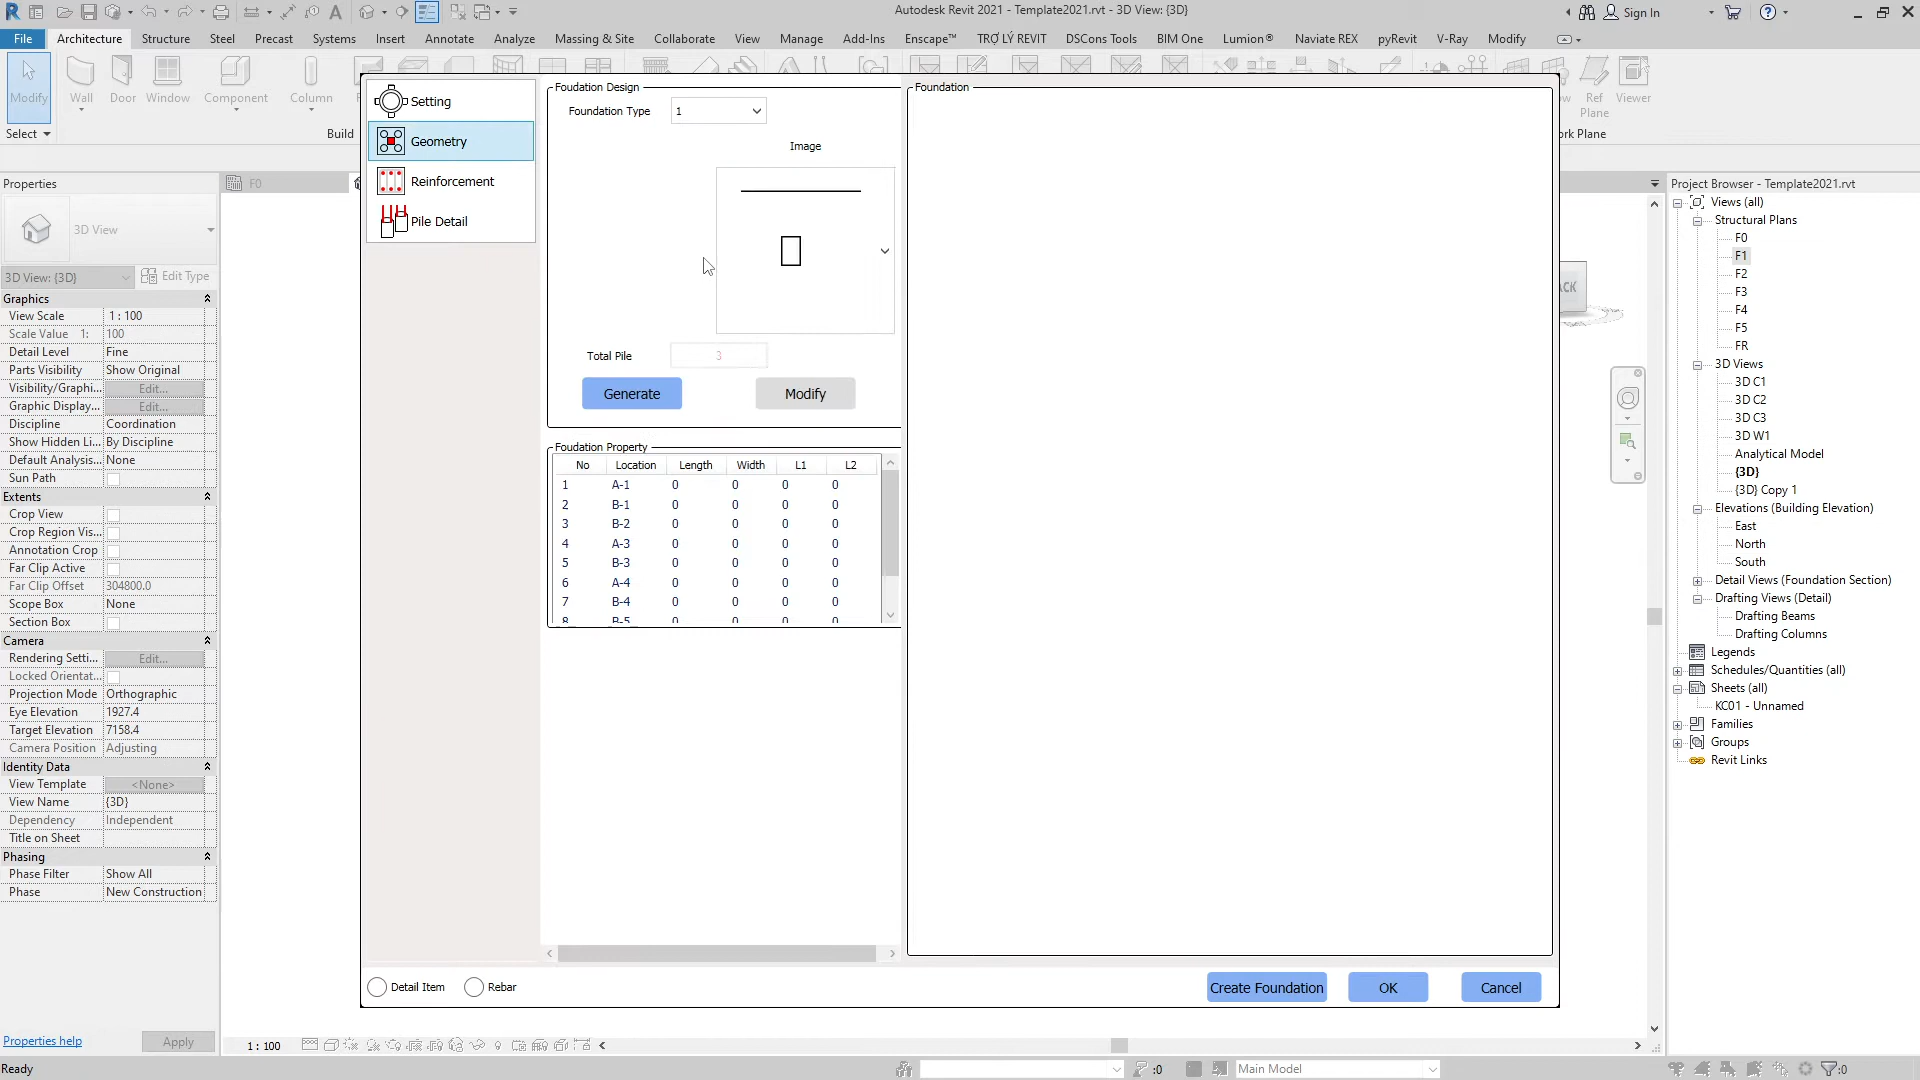 Autodesk Revit 2021 - Template2021.rvt - 3D View: {3D}
Sign In
File Architecture Structure Steel Precast Systems Insert Annotate Analyze Massing & Site Collaborate View Manage Add-Ins Enscape™ TRỢ LÝ REVIT DSCons Tools BIM One Lumion® Naviate REX pyRevit V-Ray Modify
Modify
Wall
Door
Window
Component
Column
Ref
Plane
Viewer
Select
Build
Properties
3D View
3D View: {3D}
Edit Type
Graphics
View Scale 1 : 100
Scale Value 1: 100
Detail Level Fine
Parts Visibility Show Original
Visibility/Graphi... Edit...
Graphic Display... Edit...
Discipline Coordination
Show Hidden Li... By Discipline
Default Analysis... None
Sun Path
Extents
Crop View
Crop Region Vis...
Annotation Crop
Far Clip Active
Far Clip Offset 304800.0
Scope Box None
Section Box
Camera
Rendering Setti... Edit...
Locked Orientat...
Projection Mode Orthographic
Eye Elevation 1927.4
Target Elevation 7158.4
Camera Position Adjusting
Identity Data
View Template <None>
View Name {3D}
Dependency Independent
Title on Sheet
Phasing
Phase Filter Show All
Phase New Construction
Properties help
Apply
F0
Setting
Geometry
Reinforcement
Pile Detail
Foudation Design
Foundation Type 1
Image
Total Pile 3
Generate
Modify
Foudation Property
No Location Length Width L1 L2
1 A-1 0 0 0 0
2 B-1 0 0 0 0
3 B-2 0 0 0 0
4 A-3 0 0 0 0
5 B-3 0 0 0 0
6 A-4 0 0 0 0
7 B-4 0 0 0 0
8 B-5 0 0 0 0
Foundation
Detail Item
Rebar
Create Foundation
OK
Cancel
Project Browser - Template2021.rvt
Views (all)
Structural Plans
F0
F1
F2
F3
F4
F5
FR
3D Views
3D C1
3D C2
3D C3
3D W1
Analytical Model
{3D}
{3D} Copy 1
Elevations (Building Elevation)
East
North
South
Detail Views (Foundation Section)
Drafting Views (Detail)
Drafting Beams
Drafting Columns
Legends
Schedules/Quantities (all)
Sheets (all)
KC01 - Unnamed
Families
Groups
Revit Links
1 : 100
Ready
:0
Main Model
:0